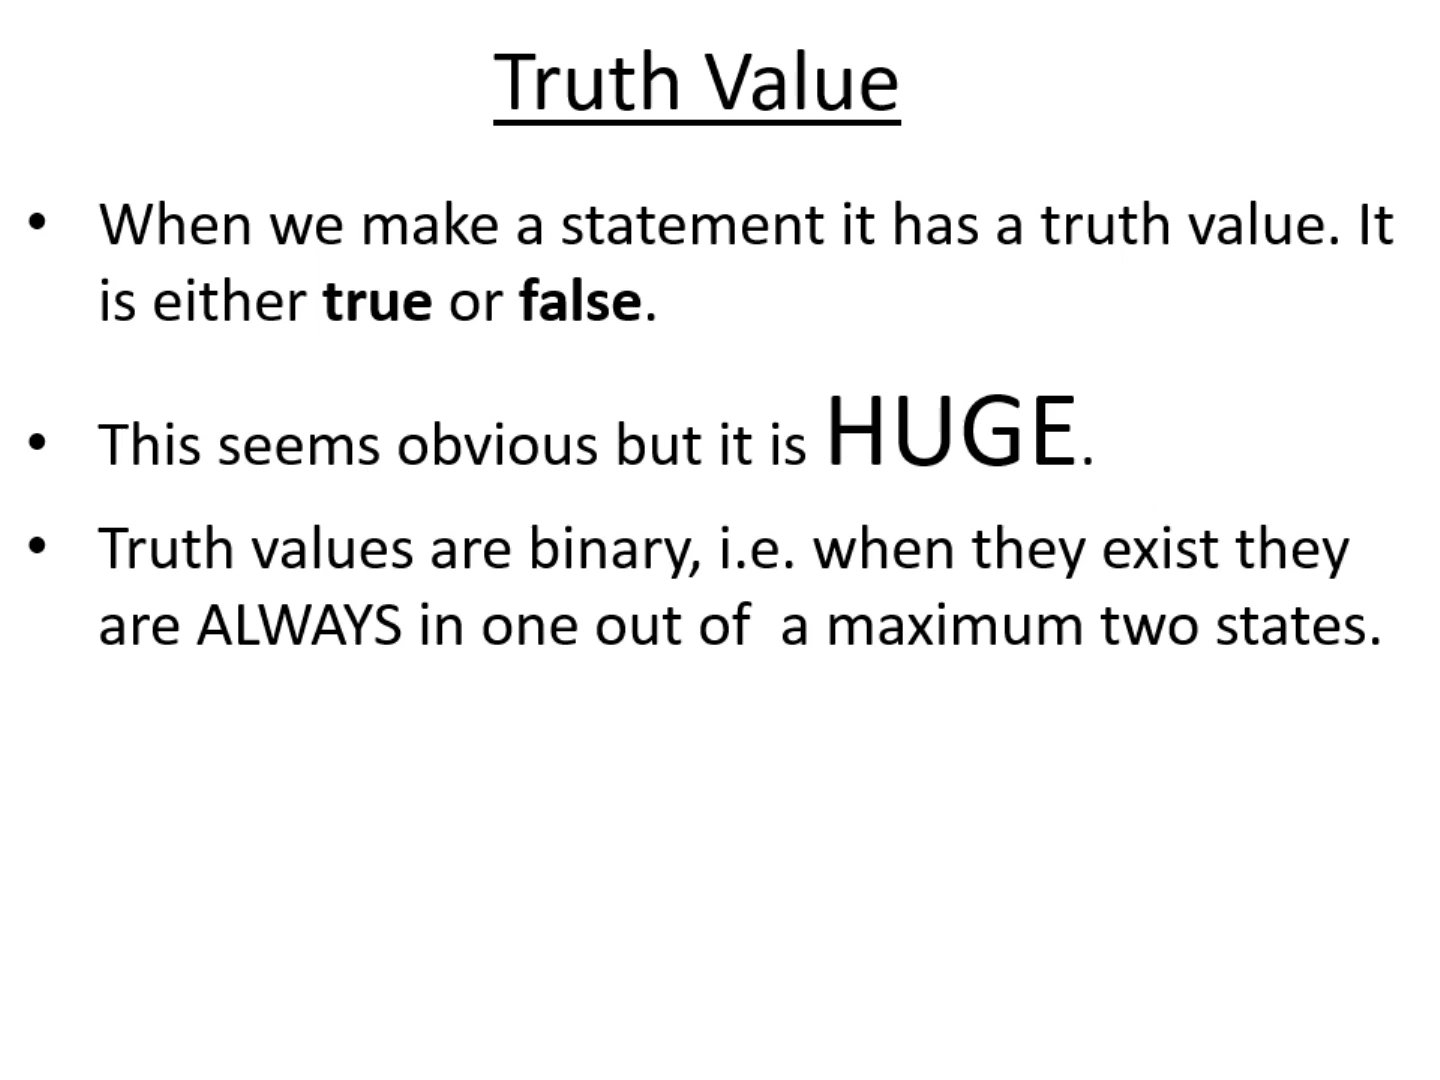 Truth Value
• When we make a statement it has a truth value. It
is either true or false.
• This seems obvious but it is HUGE.
• Truth values are binary, i.e. when they exist they
are ALWAYS in one out of  a maximum two states.